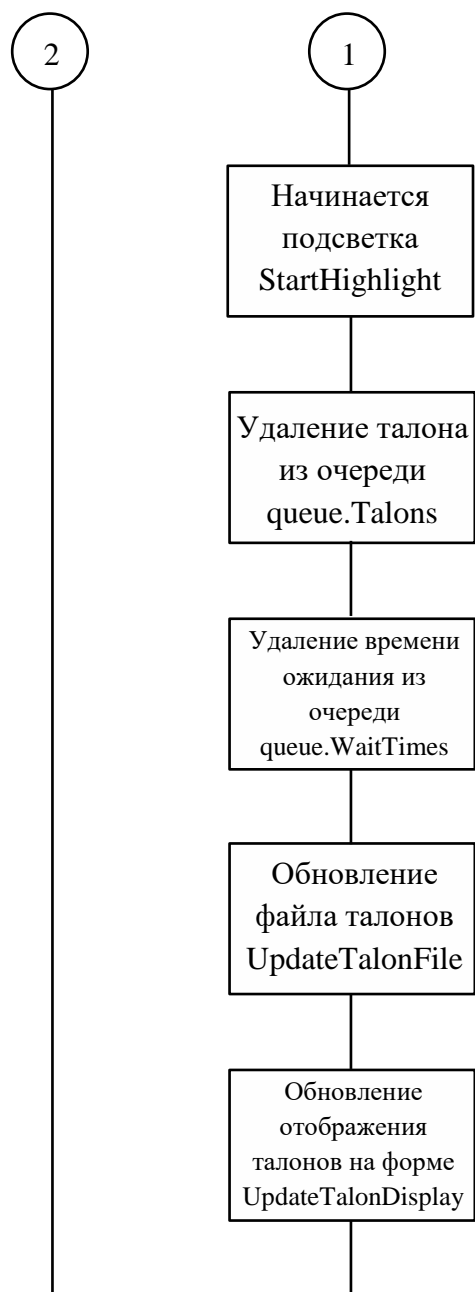 2
1
Начинается
подсветка
StartHighlight
Удаление талона
из очереди
queue.Talons
Удаление времени
ожидания из
очереди
queue.WaitTimes
Обновление
файла талонов
UpdateTalonFile
Обновление
отображения
талонов на форме
UpdateTalonDisplay